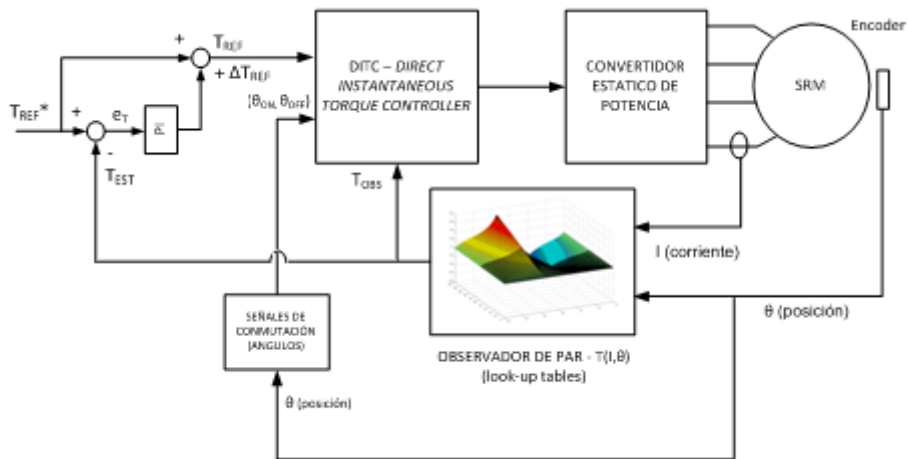 Encoder
+
T_REF
+ ΔT_REF
{θ_ON, θ_OFF}
T_REF*
+
e_T
PI
-
T_EST
DITC – DIRECT
INSTANTANEOUS
TORQUE CONTROLLER
CONVERTIDOR
ESTATICO DE
POTENCIA
SRM
T_OBS
I (corriente)
θ (posición)
SEÑALES DE
CONMUTACIÓN
(ANGULOS)
OBSERVADOR DE PAR - T(I,θ)
(look-up tables)
θ (posición)